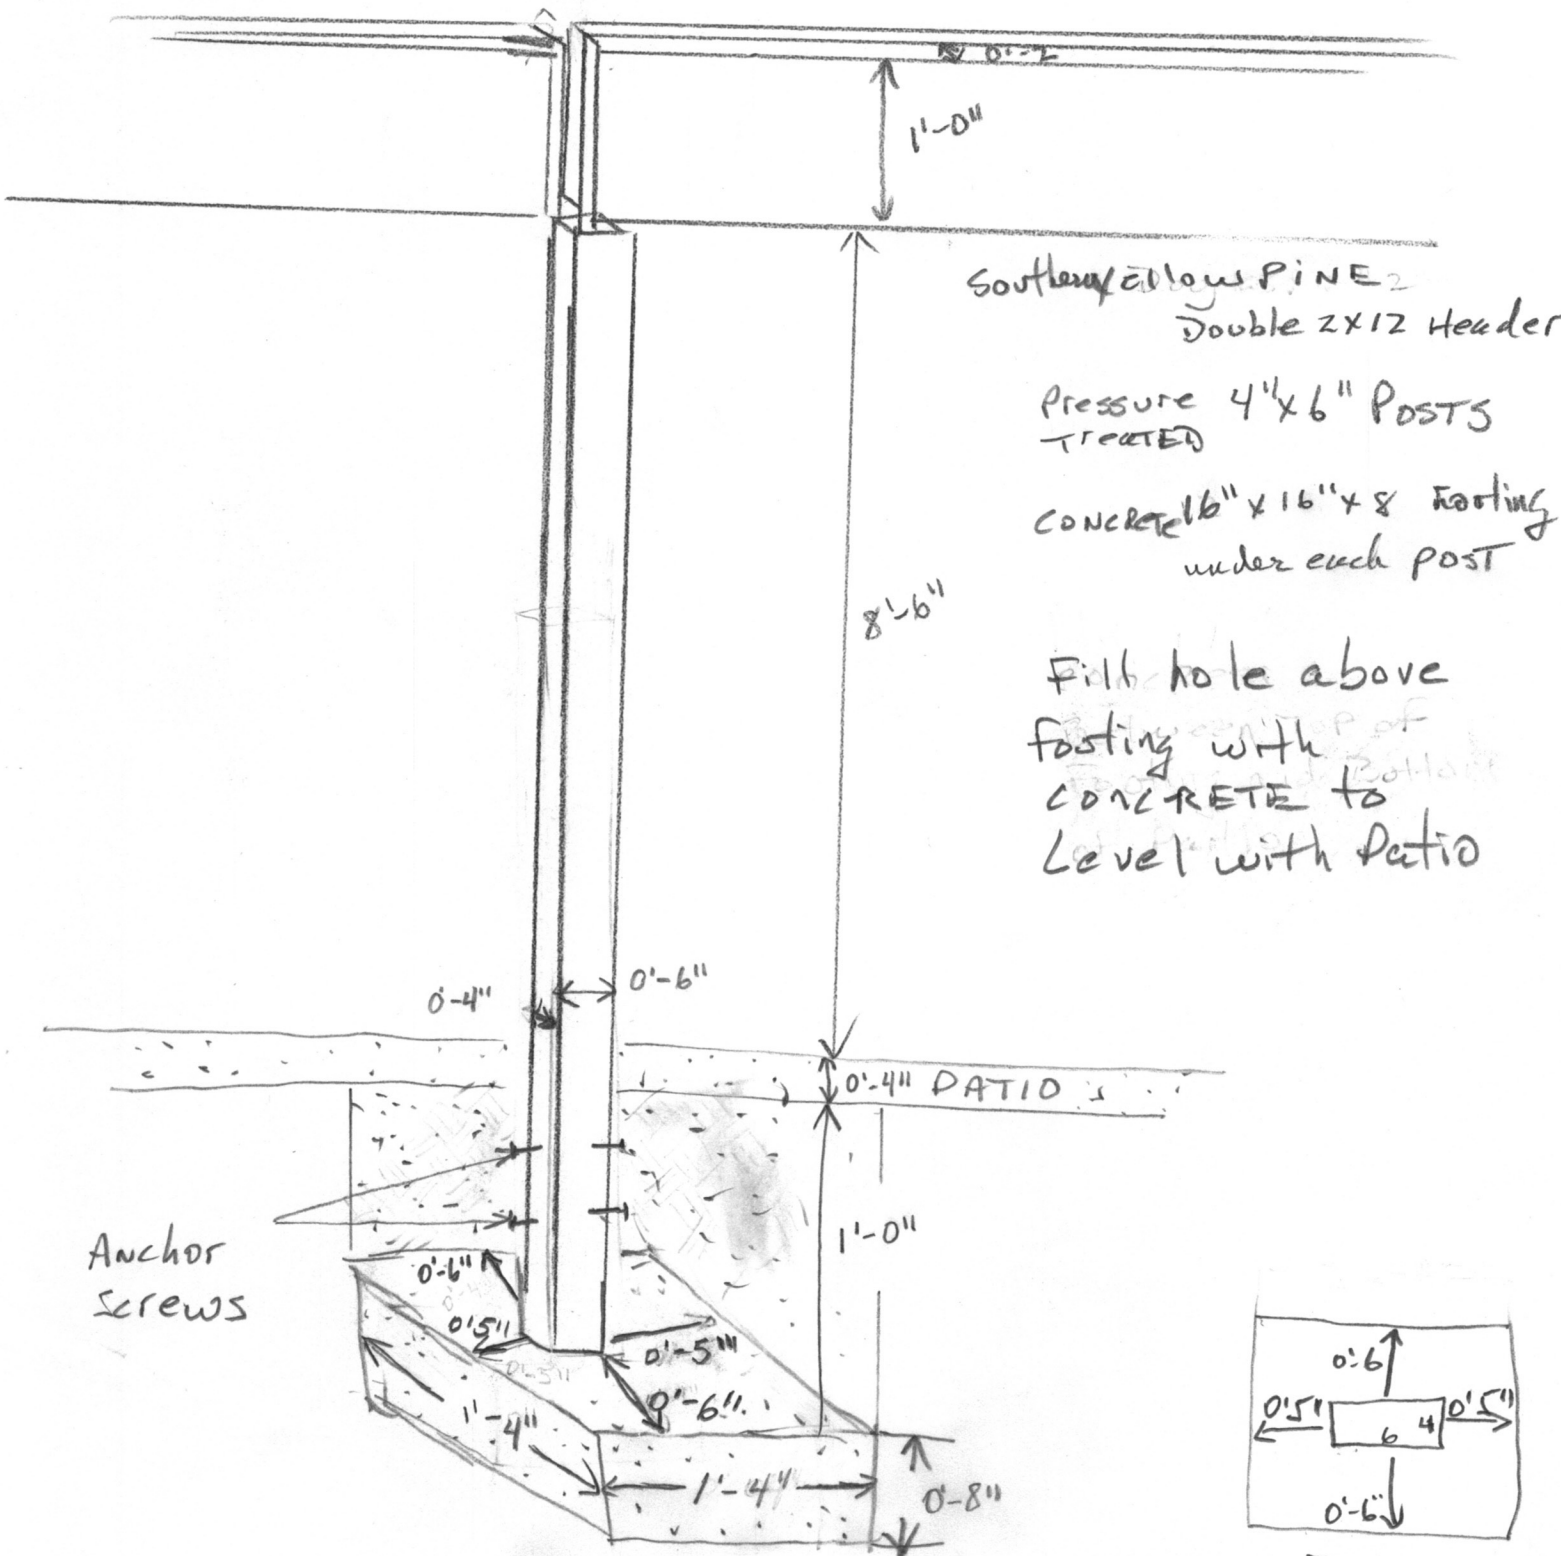 0'-2
1'-0"
Southern Yellow PINE
Double 2x12 Header
Pressure 4"x6" POSTS
TreATED
CONCRETE 16" x 16" x 8 Footing
under each post
8'-6"
Fill hole above
footing with
CONCRETE to
Level with Patio
0'-4"
0'-6"
0'-4" PATIO
1'-0"
Anchor
Screws
0'-6"
0'5"
0'-5"
0'-6"
1'-4"
1'-4"
0'-8"
0'-6
0'5"
6
4
0'5"
0'-6"